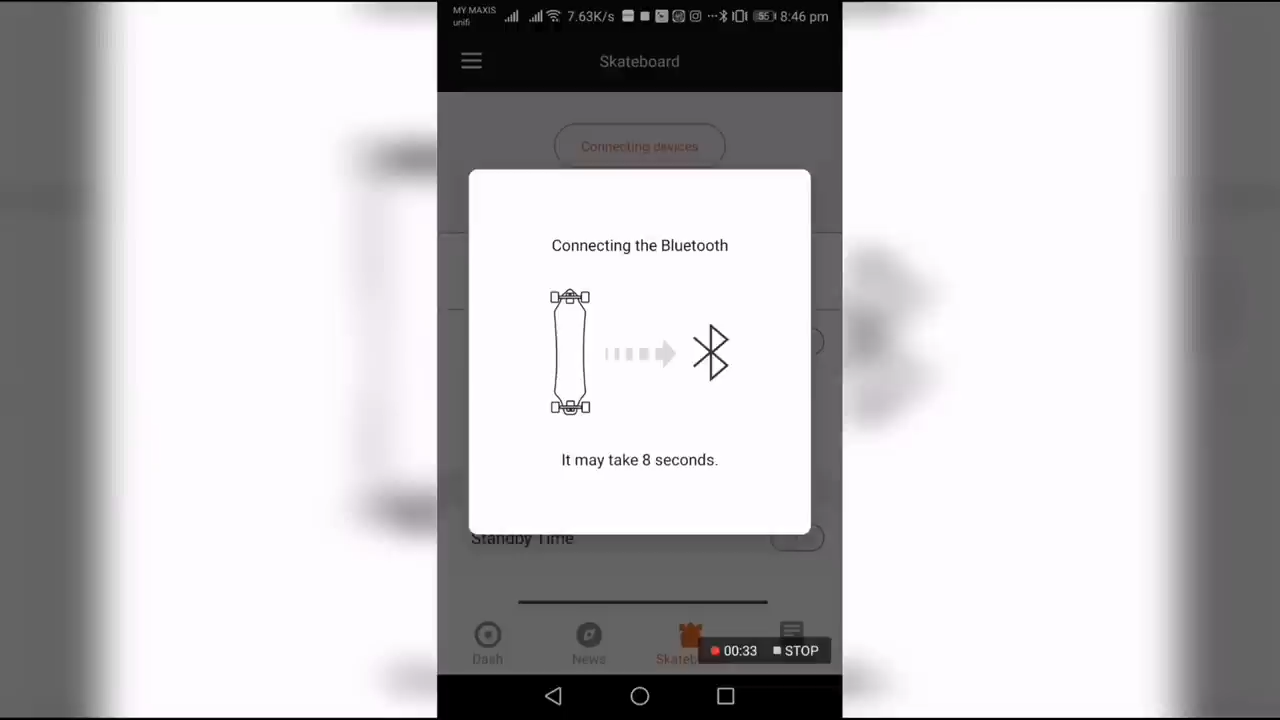 MY MAXIS
unifi
7.63K/s
55
8:46 pm
Skateboard
Connecting devices
Connecting the Bluetooth
It may take 8 seconds.
Standby Time
Dash
News
00:33
STOP